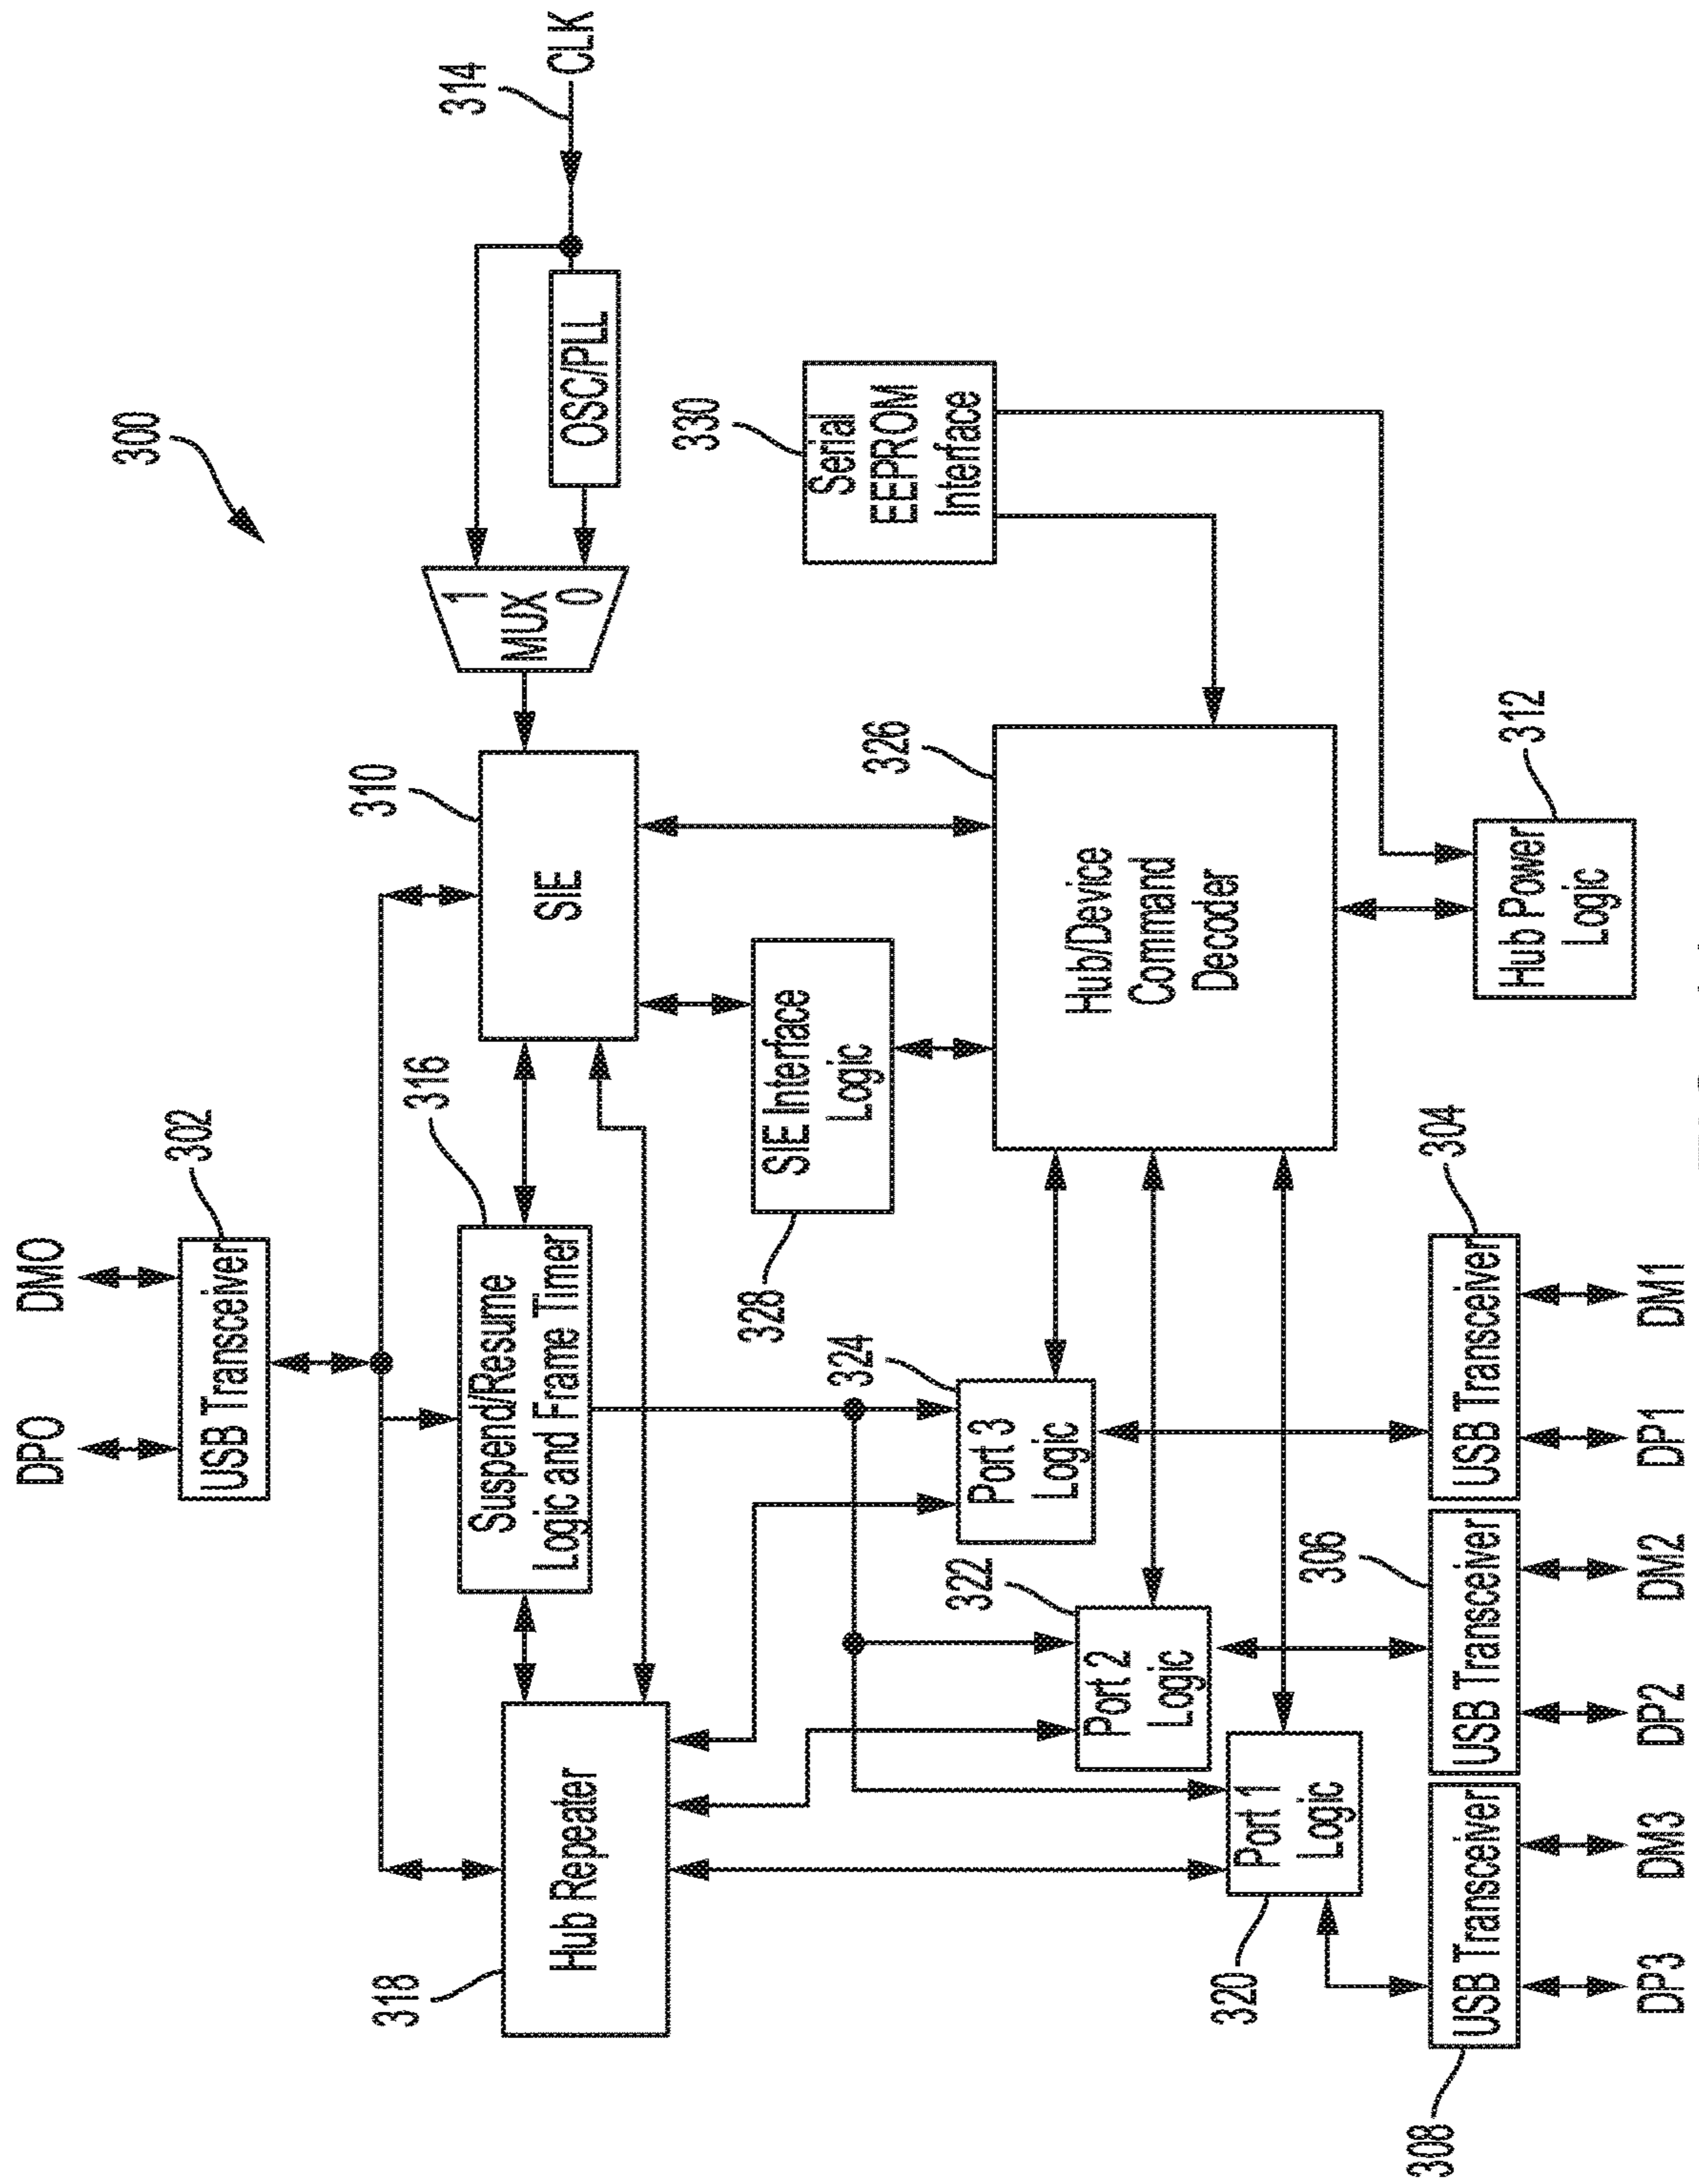 DPO
DMO
300
302
USB Transceiver
318
316
310
314
Hub Repeater
Suspend/Resume
Logic and Frame Timer
SIE
1
MUX
0
OSC/PLL
CLK
328
SIE Interface
Logic
330
Serial
EEPROM
Interface
324
Port 3
Logic
322
Port 2
Logic
320
Port 1
Logic
326
Hub/Device
Command
Decoder
308
USB Transceiver
306
USB Transceiver
304
USB Transceiver
312
Hub Power
Logic
DP3
DM3
DP2
DM2
DP1
DM1